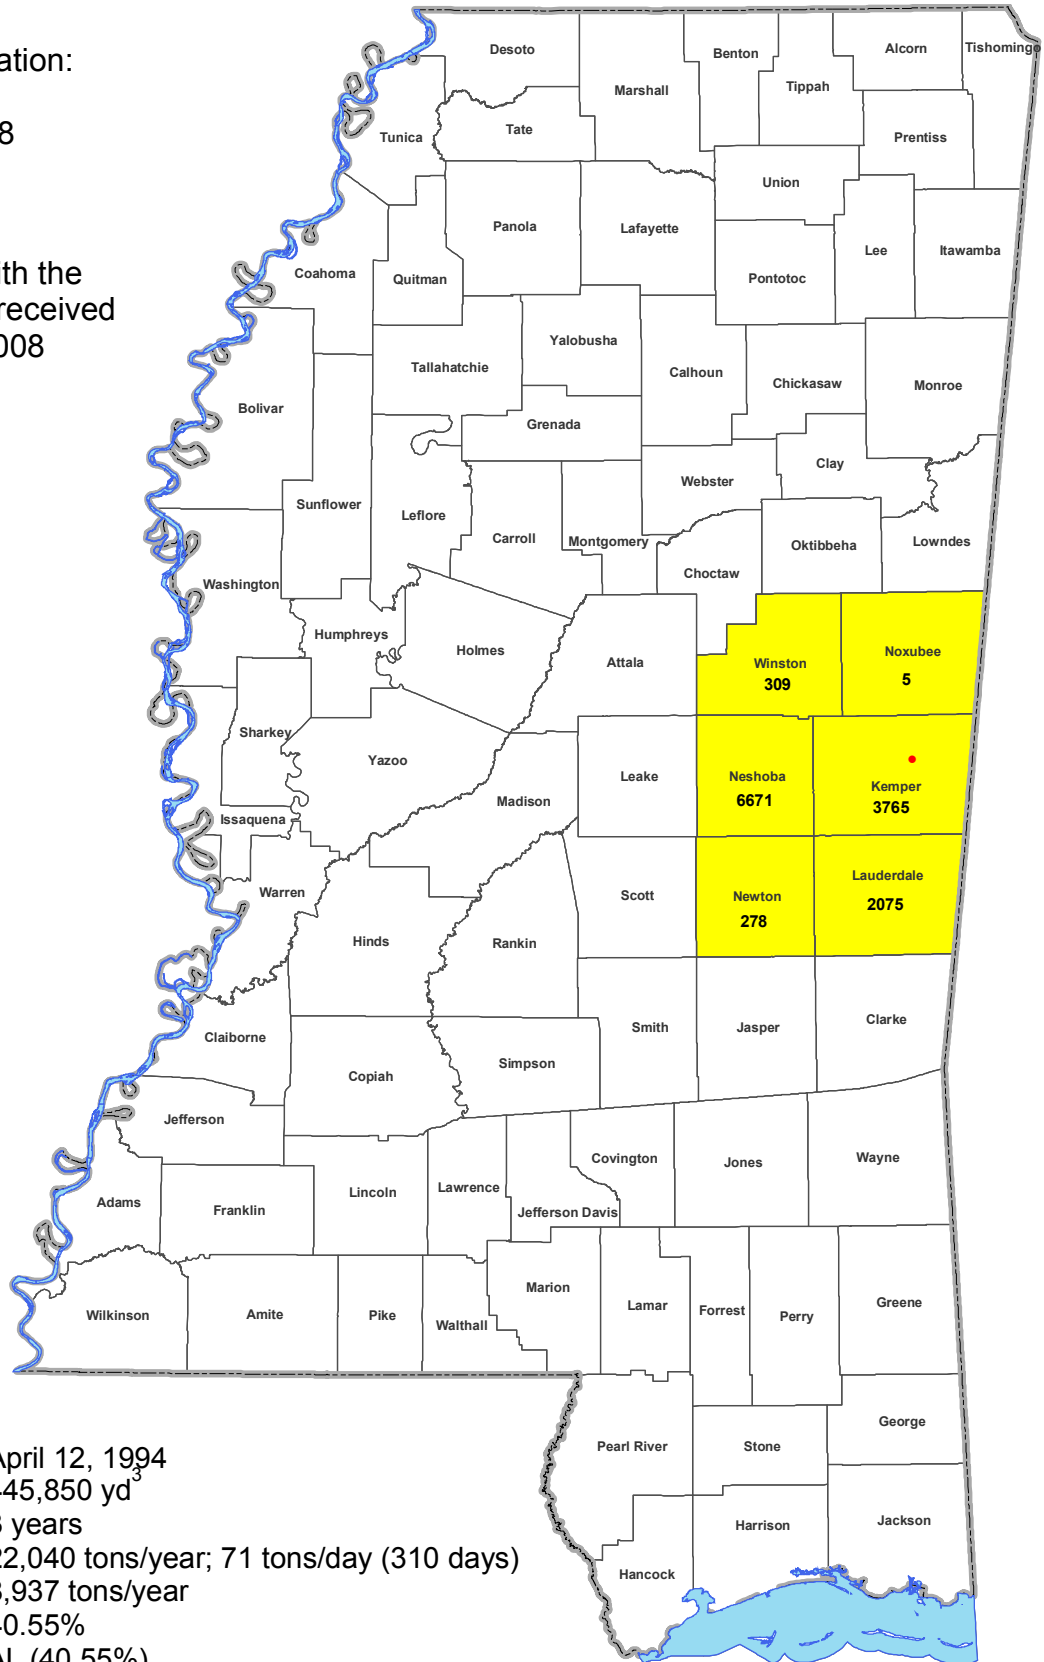 Desoto
Benton
Alcorn
Tishomingo
Marshall
Tippah
Tunica
Tate
Prentiss
8
Union
Panola
Lafayette
Lee
Itawamba
Coahoma
Quitman
Pontotoc
with the
received
Yalobusha
Tallahatchie
Calhoun
Chickasaw
Monroe
Bolivar
Grenada
Clay
Webster
Sunflower
Leflore
Carroll
Montgomery
Oktibbeha
Lowndes
Choctaw
Washington
Humphreys
Holmes
Attala
Winston
309
Noxubee
5
Sharkey
Yazoo
Madison
Leake
Neshoba
6671
Kemper
3765
Issaquena
Warren
Scott
Newton
278
Lauderdale
2075
Hinds
Rankin
Claiborne
Smith
Jasper
Clarke
Copiah
Simpson
Jefferson
Covington
Jones
Wayne
Adams
Franklin
Lincoln
Lawrence
Jefferson Davis
Wilkinson
Amite
Pike
Walthall
Marion
Lamar
Forrest
Perry
Greene
Pearl River
Stone
George
Hancock
Harrison
Jackson
April 12, 1994
45,850 yd³
years
22,040 tons/year; 71 tons/day (310 days)
,937 tons/year
0.55%
AL (40.55%)